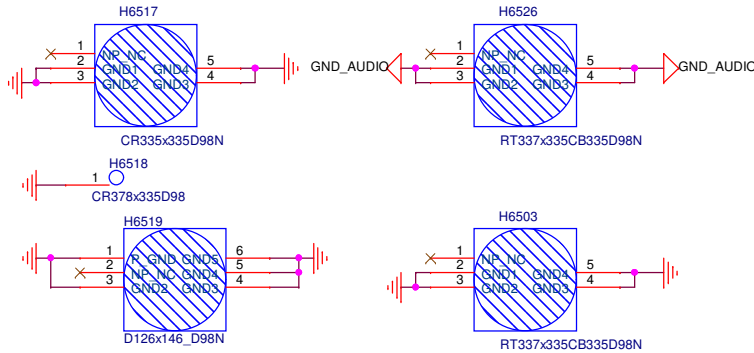 H6517
1
NP_NC
2
GND1
GND4
5
3
GND2
GND3
4
CR335x335D98N
H6526
1
NP_NC
GND_AUDIO
2
GND1
GND4
5
GND_AUDIO
3
GND2
GND3
4
RT337x335CB335D98N
H6518
1
CR378x335D98
H6519
1
P_GND
GND5
6
2
NP_NC
GND4
5
3
GND2
GND3
4
D126x146_D98N
H6503
1
NP_NC
2
GND1
GND4
5
3
GND2
GND3
4
RT337x335CB335D98N